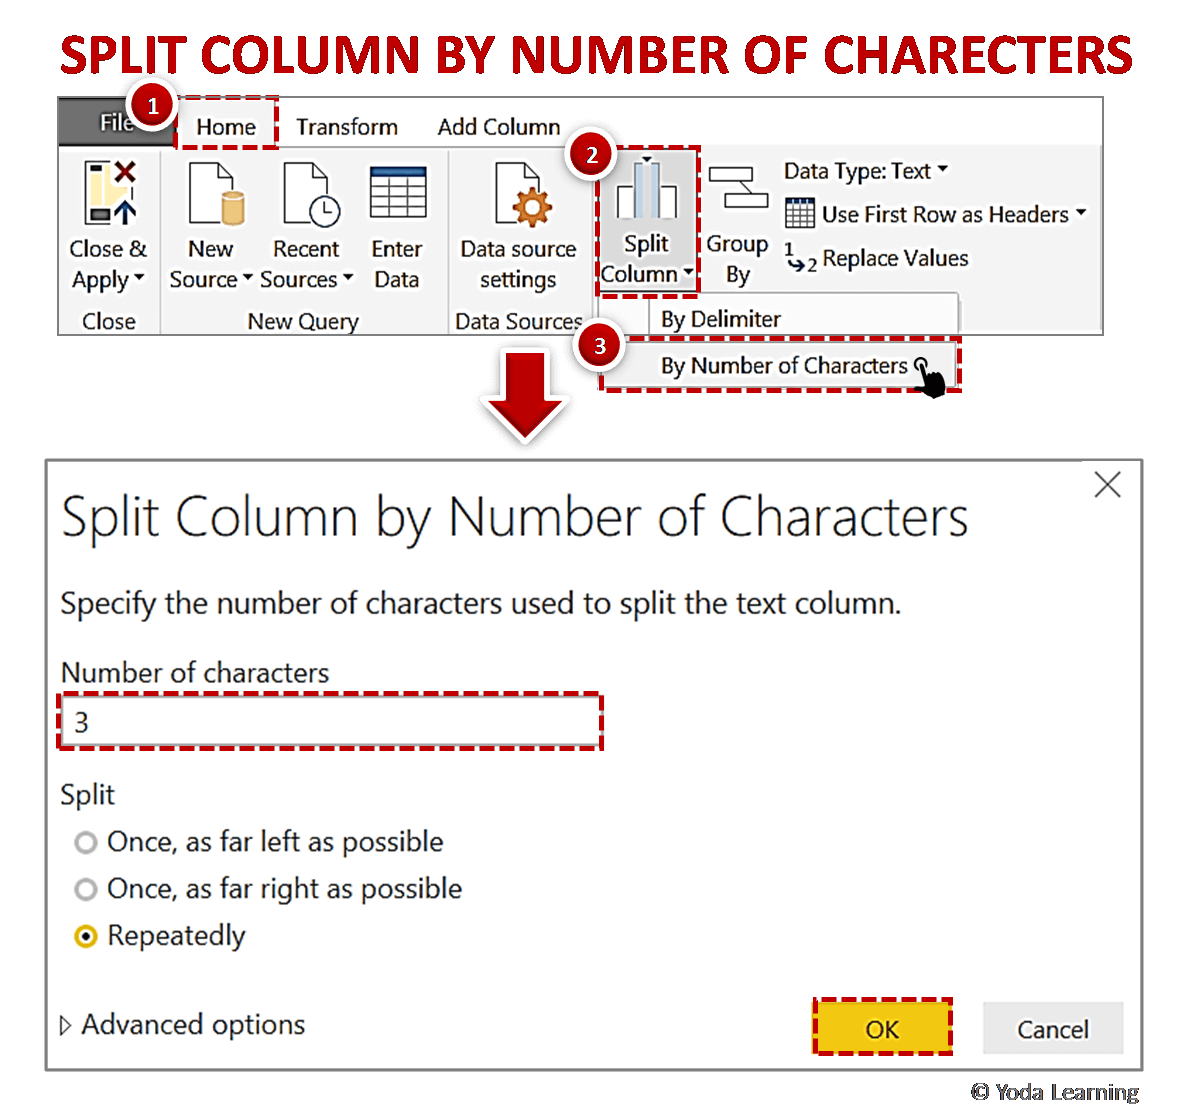 SPLIT COLUMN BY NUMBER OF CHARECTERS
1
File Home Transform Add Column
2
Close & Apply
New Source
Recent Sources
Enter Data
Data source settings
Split Column
Group By
Data Type: Text
Use First Row as Headers
1 2 Replace Values
Close
New Query
Data Sources
By Delimiter
3
By Number of Characters
Split Column by Number of Characters
Specify the number of characters used to split the text column.
Number of characters
3
Split
Once, as far left as possible
Once, as far right as possible
Repeatedly
Advanced options
OK Cancel
© Yoda Learning